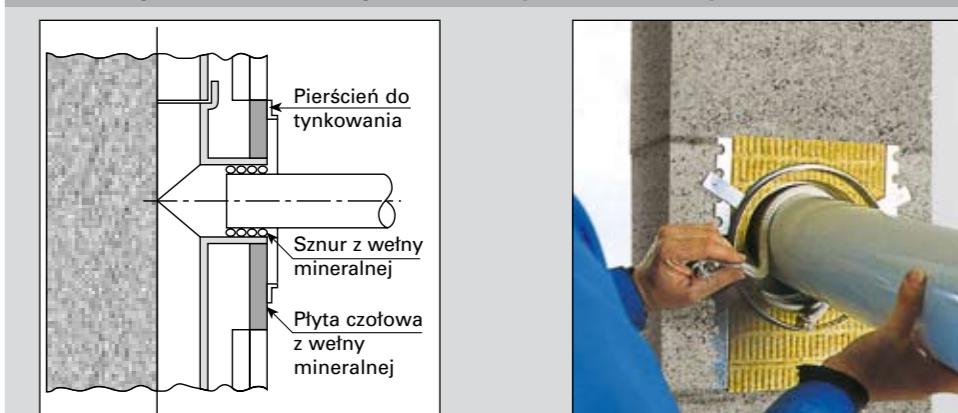 Pierścień do
tynkowania
Sznur z wełny
mineralnej
Płyta czołowa
z wełny
mineralnej